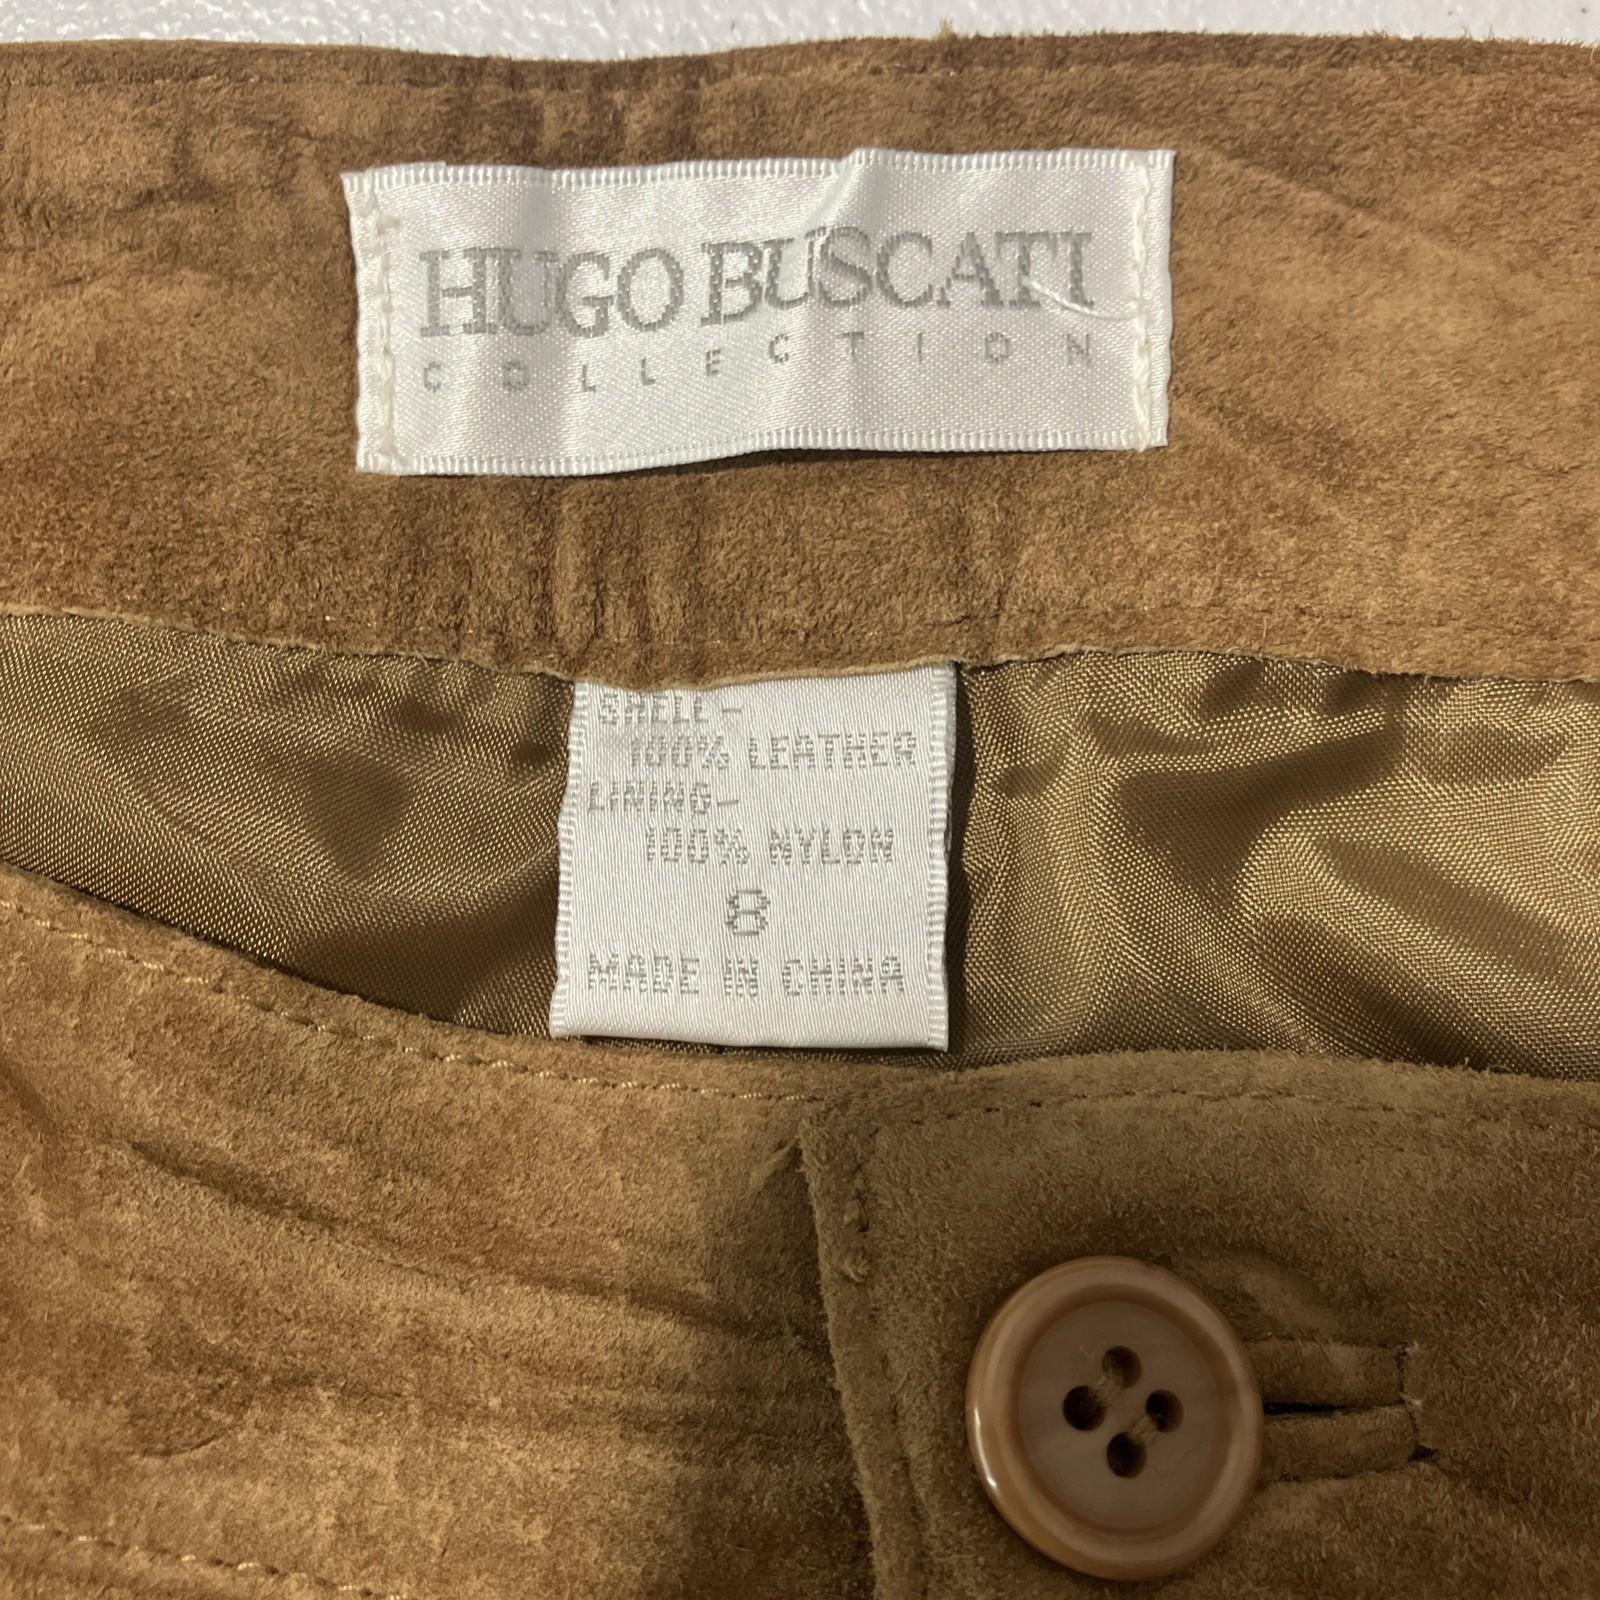 HUGO BUSCATI
COLLECTION
SHELL-
100% LEATHER
LINING-
100% NYLON
8
MADE IN CHINA